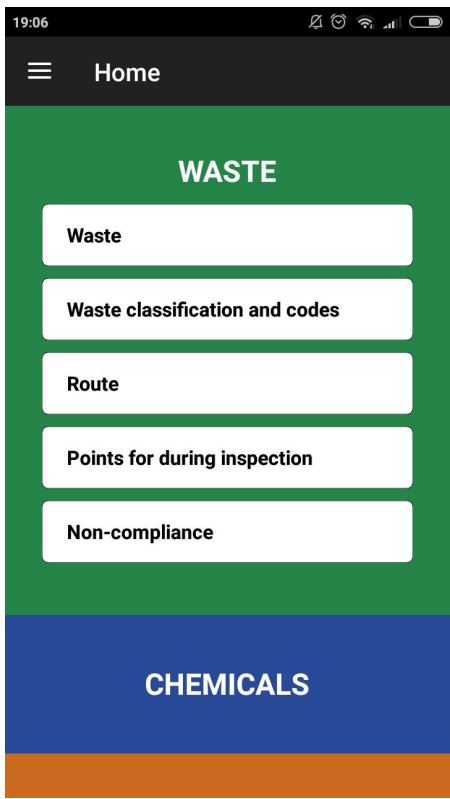 19:06
Home
WASTE
Waste
Waste classification and codes
Route
Points for during inspection
Non-compliance
CHEMICALS